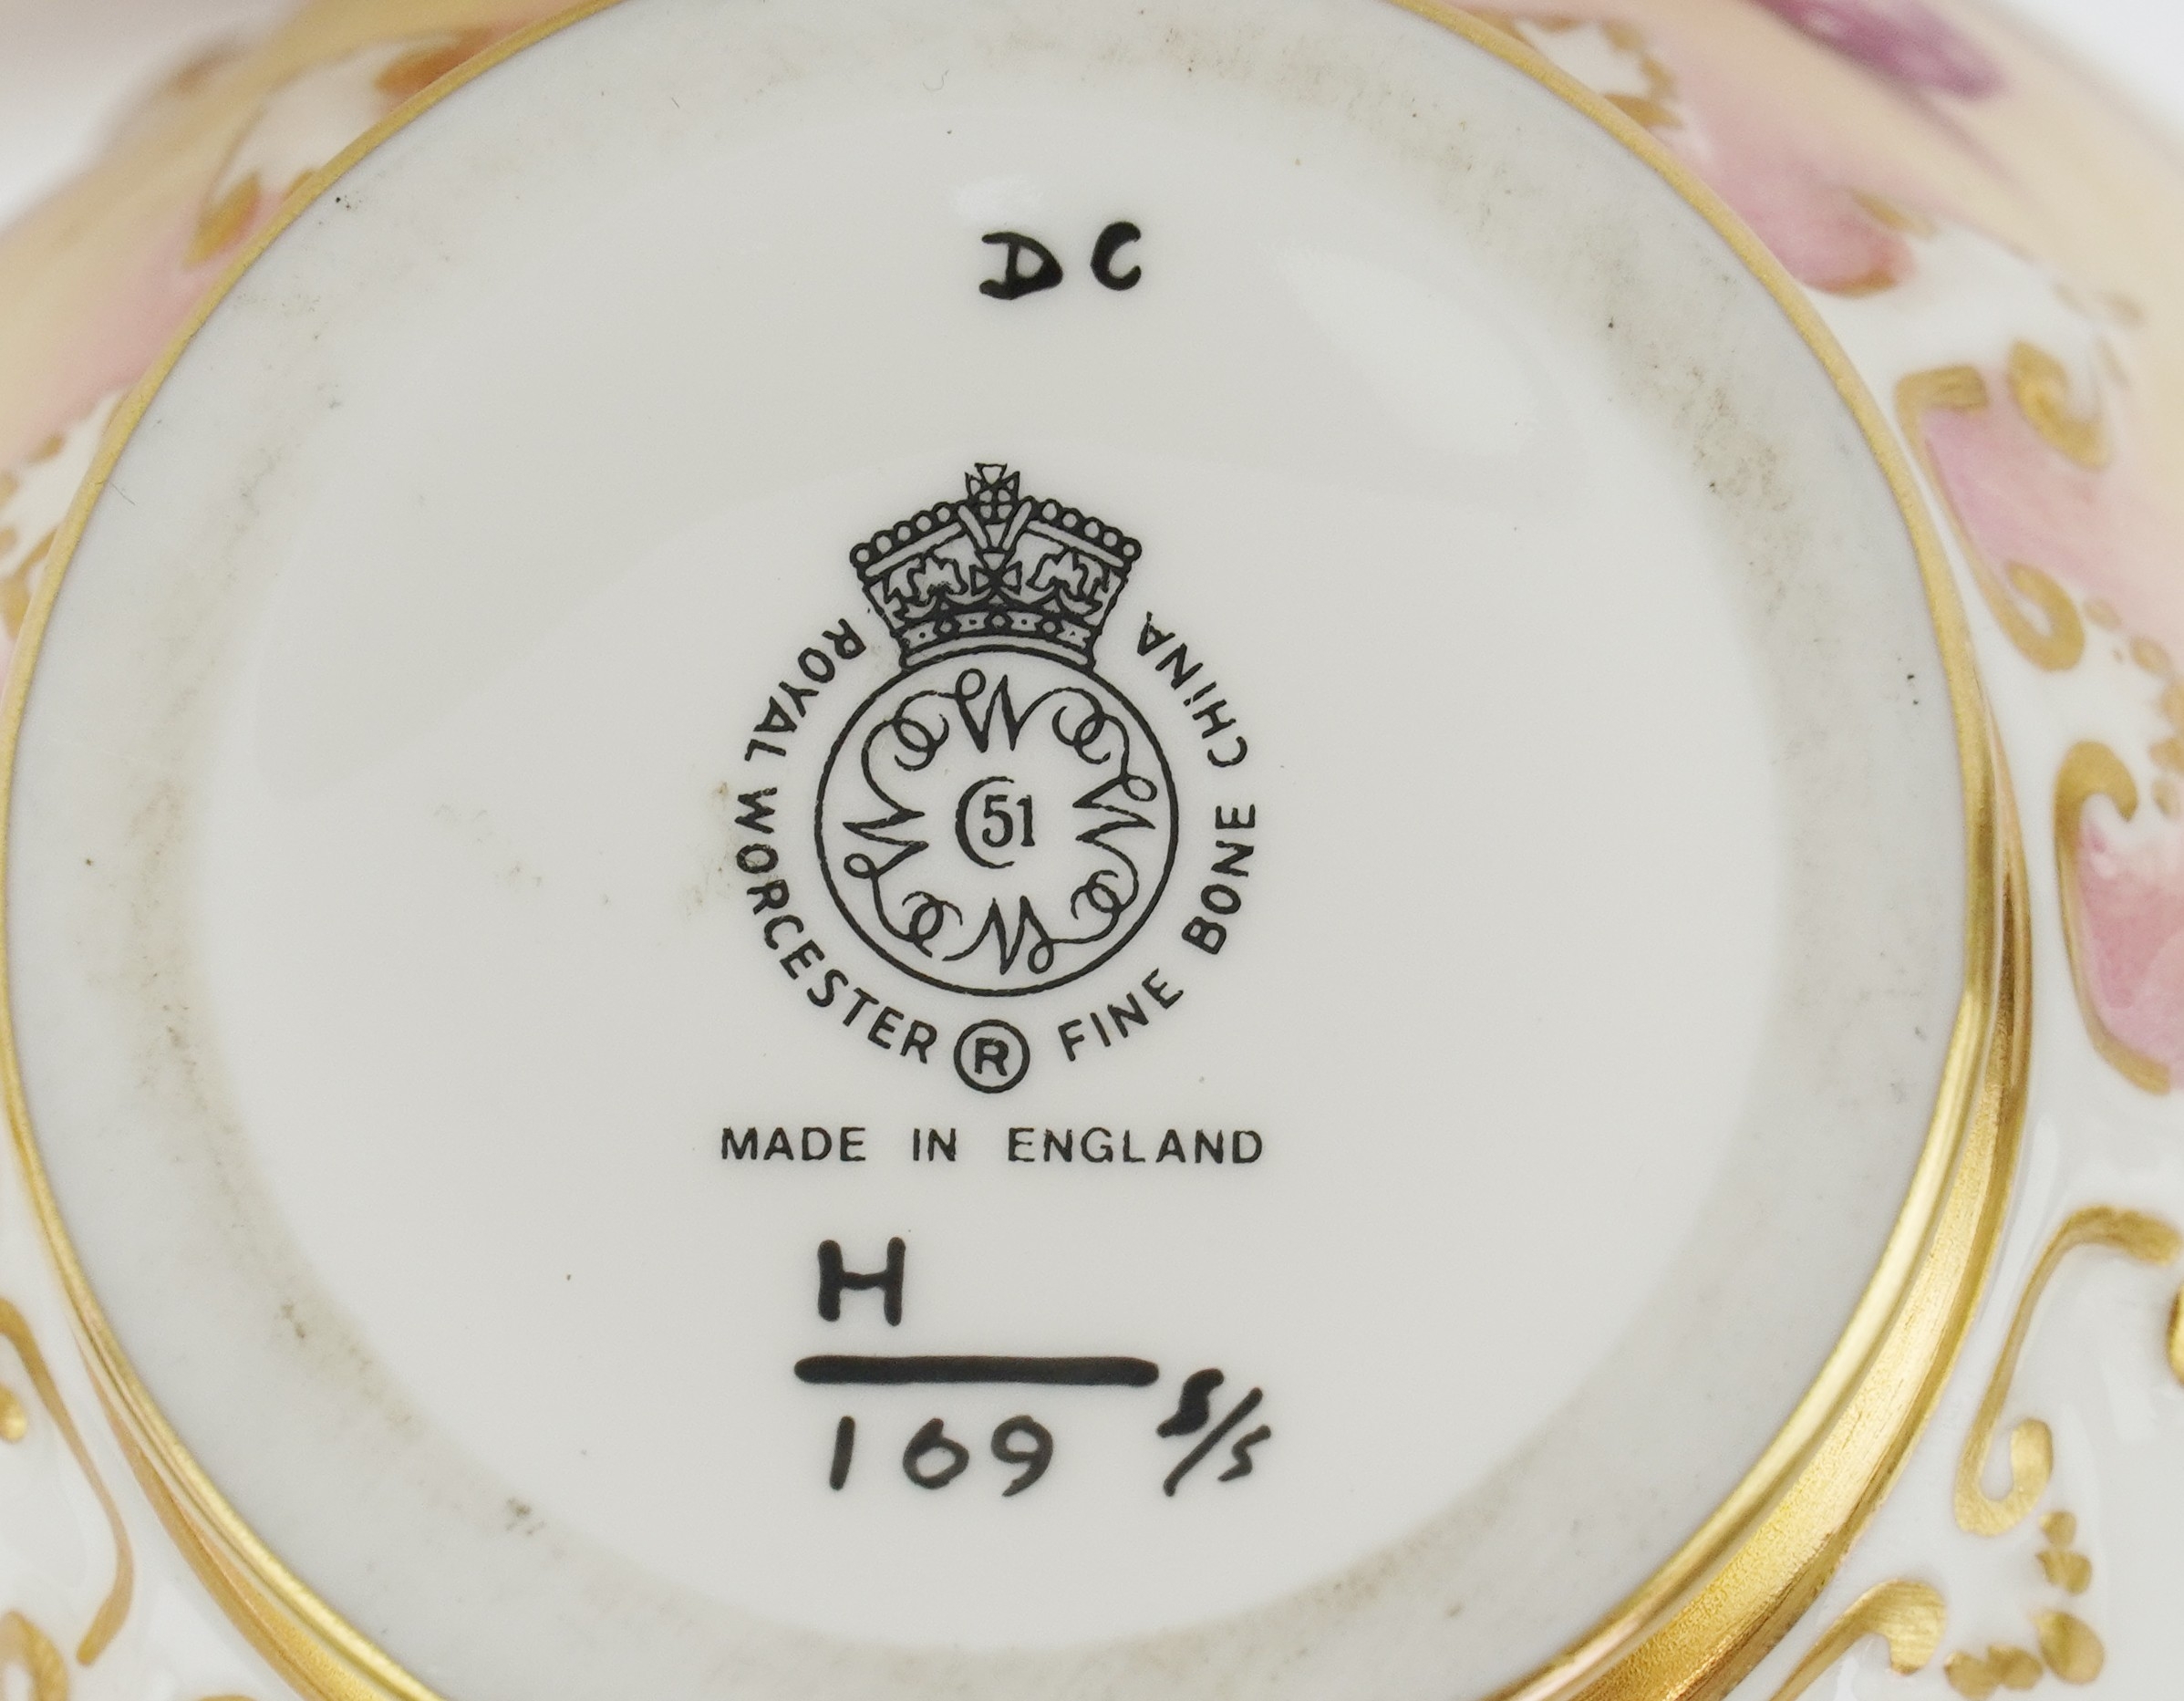 DC
ROYAL WORCESTER ® FINE BONE CHINA
51
MADE IN ENGLAND
H
169 S/S